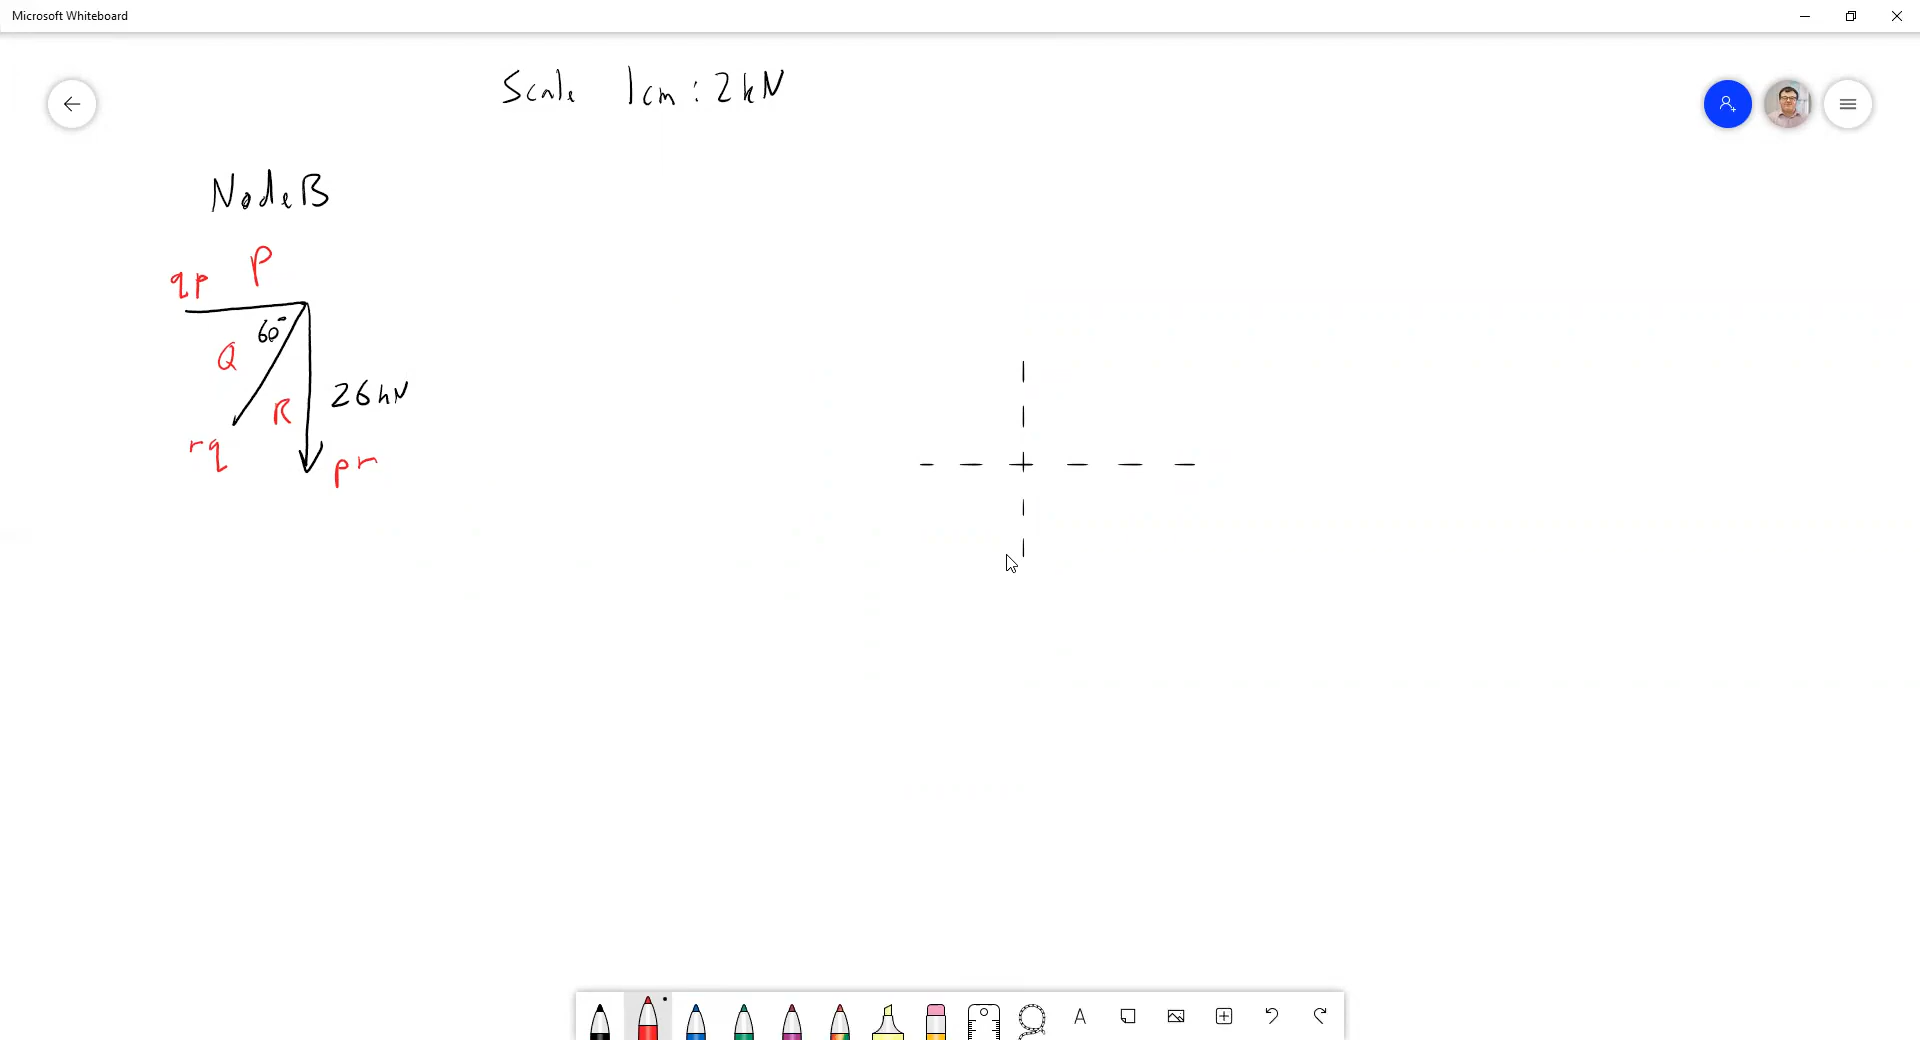 Microsoft Whiteboard
Scale 1cm : 2kN
Node B
qp P
60°
Q
26kN
R
rq
pr
A